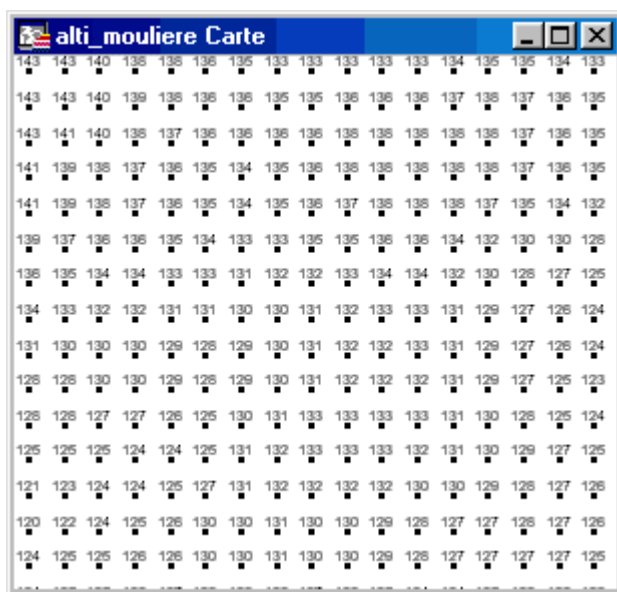 alti_mouliere Carte
143 143 140 138 138 136 135 133 133 133 133 133 134 135 135 134 133
143 143 140 139 138 136 136 135 135 136 136 136 137 138 137 136 135
143 141 140 138 137 136 136 136 136 138 138 138 138 138 137 136 135
141 139 138 137 136 135 134 135 136 138 138 138 138 138 137 136 135
141 139 138 137 136 135 134 135 136 137 138 138 138 137 135 134 132
139 137 136 136 135 134 133 133 135 135 136 136 134 132 130 130 128
136 135 134 134 133 133 131 132 132 133 134 134 132 130 128 127 125
134 133 132 132 131 131 130 130 131 132 133 133 131 129 127 126 124
131 130 130 130 129 128 129 130 131 132 132 133 131 129 127 126 124
128 128 130 130 129 128 129 130 131 132 132 132 131 129 127 125 123
128 128 127 127 126 125 130 131 133 133 133 133 131 130 128 125 124
125 125 125 124 124 125 131 132 133 133 133 132 131 130 129 127 125
121 123 124 124 125 127 131 132 132 132 132 130 130 129 128 127 126
120 122 124 125 126 130 130 131 130 130 129 128 127 127 128 127 126
124 125 125 126 126 130 130 131 130 130 129 128 127 127 127 127 125